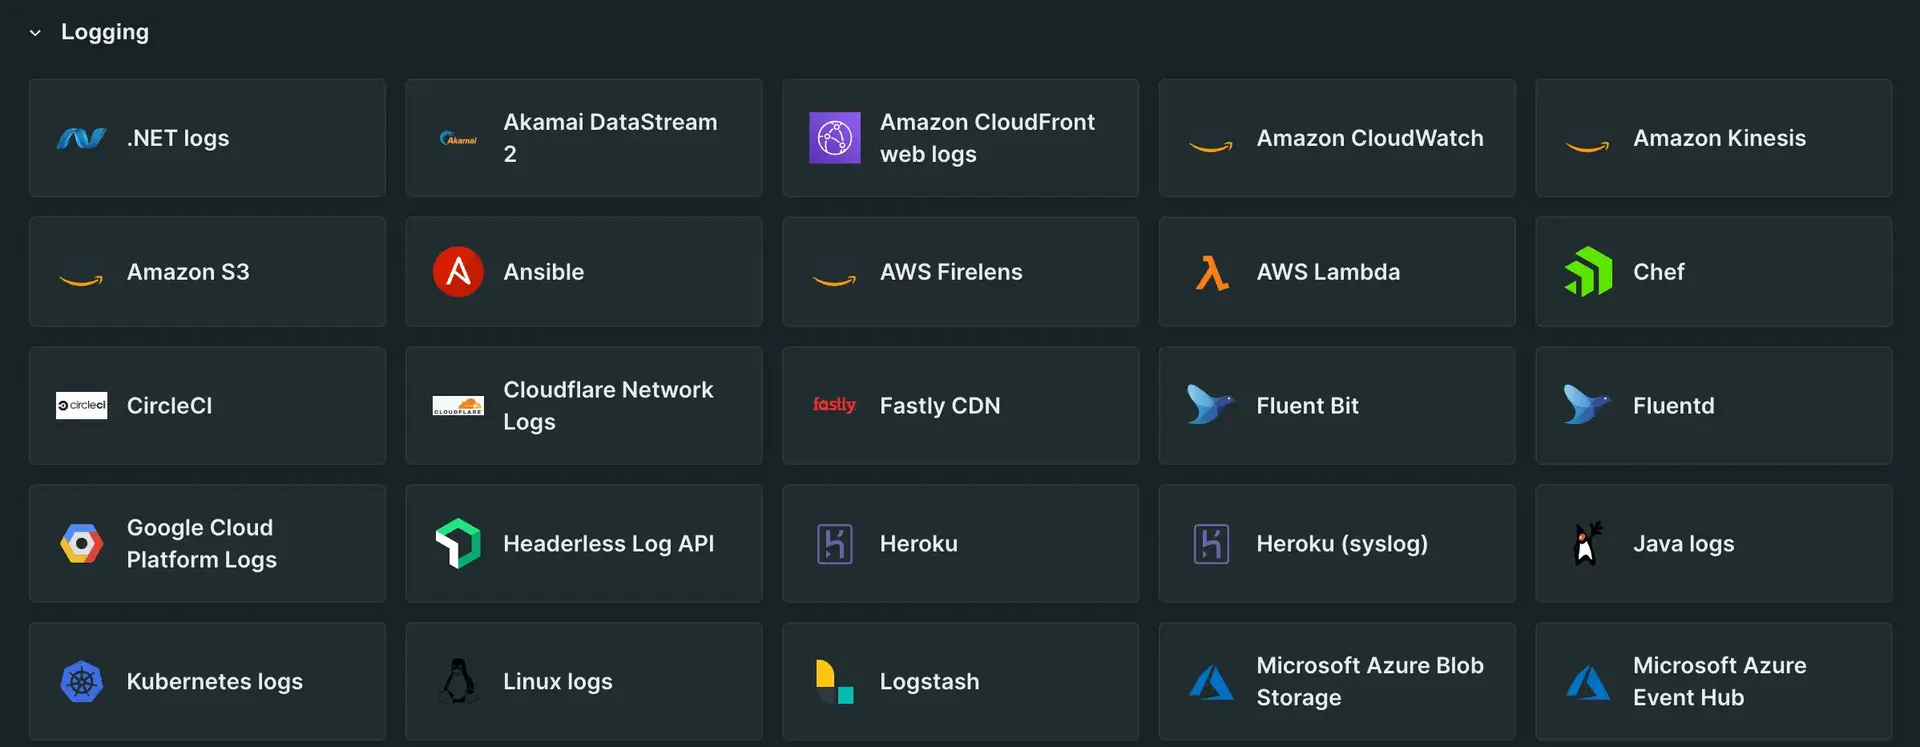 Logging
.NET logs
Akamai
Akamai DataStream
2
Amazon CloudFront
web logs
Amazon CloudWatch
Amazon Kinesis
Amazon S3
Ansible
AWS Firelens
AWS Lambda
Chef
circleci
CircleCI
CLOUDFLARE
Cloudflare Network
Logs
fastly
Fastly CDN
Fluent Bit
Fluentd
Google Cloud
Platform Logs
Headerless Log API
Heroku
Heroku (syslog)
Java logs
Kubernetes logs
Linux logs
Logstash
Microsoft Azure Blob
Storage
Microsoft Azure
Event Hub